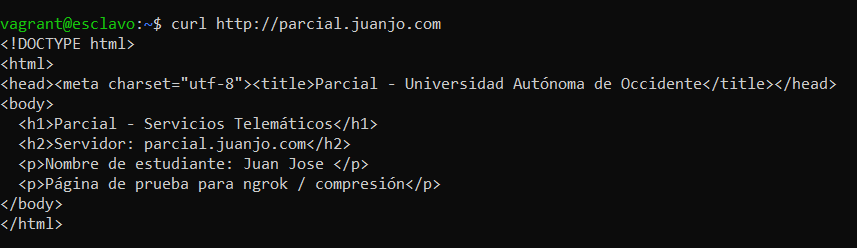 vagrant@esclavo:~$ curl http://parcial.juanjo.com
<!DOCTYPE html>
<html>
<head><meta charset="utf-8"><title>Parcial - Universidad Autónoma de Occidente</title></head>
<body>
  <h1>Parcial - Servicios Telemáticos</h1>
  <h2>Servidor: parcial.juanjo.com</h2>
  <p>Nombre de estudiante: Juan Jose </p>
  <p>Página de prueba para ngrok / compresión</p>
</body>
</html>